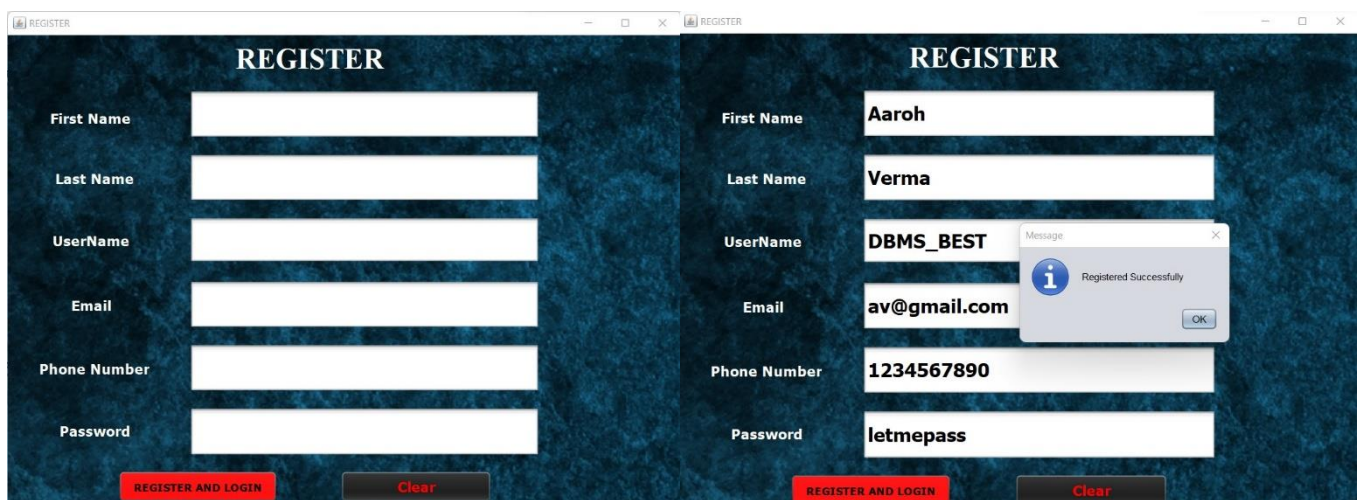 REGISTER
REGISTER
First Name
Last Name
UserName
Email
Phone Number
Password
REGISTER AND LOGIN
Clear
REGISTER
REGISTER
First Name
Aaroh
Last Name
Verma
UserName
DBMS_BEST
Message
Registered Successfully
OK
Email
av@gmail.com
Phone Number
1234567890
Password
letmepass
REGISTER AND LOGIN
Clear